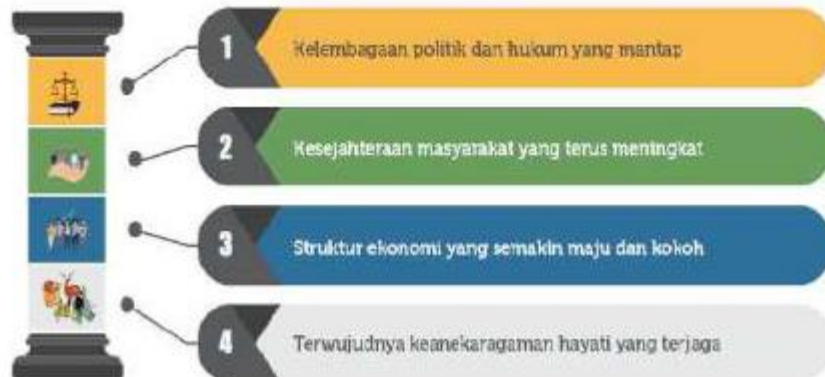 1
Kelembagaan politik dan hukum yang mantap
2
Kesejahteraan masyarakat yang terus meningkat
3
Struktur ekonomi yang semakin maju dan kokoh
4
Terwujudnya keanekaragaman hayati yang terjaga